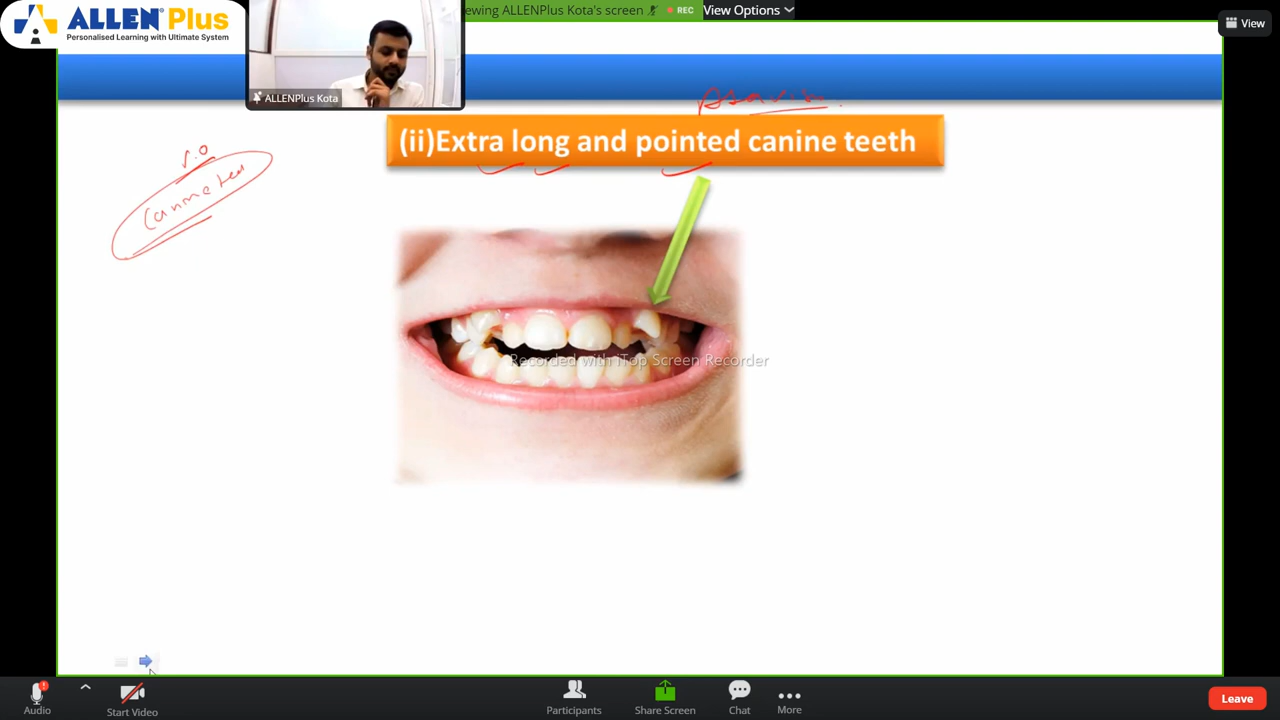 ALLEN Plus
Personalised Learning with Ultimate System
ewing ALLENPlus Kota's screen
REC
View Options
View
ALLENPlus Kota
(ii)Extra long and pointed canine teeth
V.O
Canine
Recorded with iTop Screen Recorder
Audio
Start Video
Participants
Share Screen
Chat
More
Leave